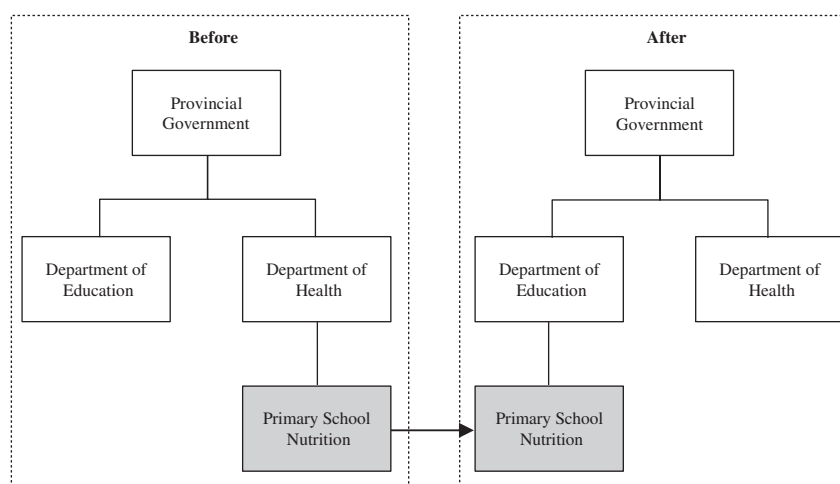 Before
Provincial
Government
Department of
Education
Department of
Health
Primary School
Nutrition
After
Provincial
Government
Department of
Education
Department of
Health
Primary School
Nutrition